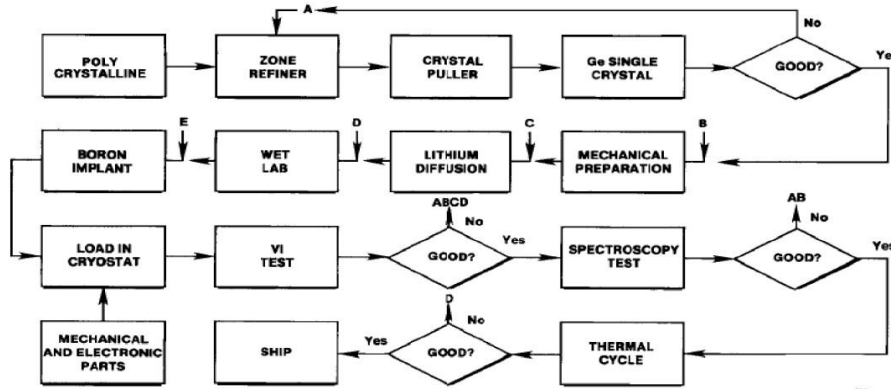 A
No
POLY
CRYSTALLINE
ZONE
REFINER
CRYSTAL
PULLER
Ge SINGLE
CRYSTAL
GOOD?
Ye
E
D
C
B
BORON
IMPLANT
WET
LAB
LITHIUM
DIFFUSION
MECHANICAL
PREPARATION
ABCD
No
AB
No
LOAD IN
CRYOSTAT
VI
TEST
GOOD?
Yes
SPECTROSCOPY
TEST
GOOD?
Yes
D
No
MECHANICAL
AND ELECTRONIC
PARTS
SHIP
Yes
GOOD?
THERMAL
CYCLE